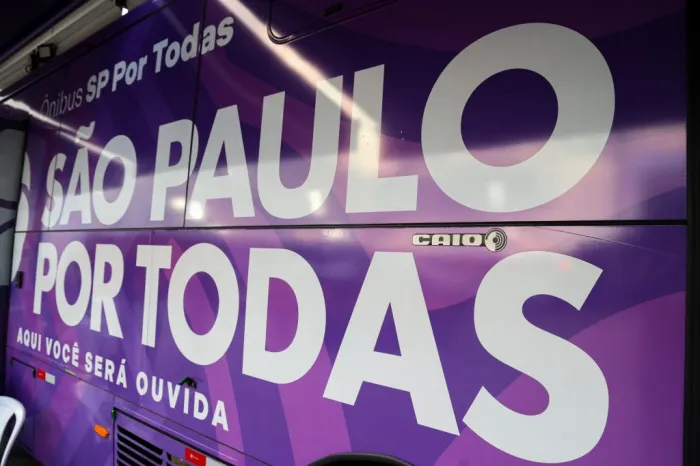 Ônibus SP Por Todas
SÃO PAULO
CAIO
POR TODAS
AQUI VOCÊ SERÁ OUVIDA